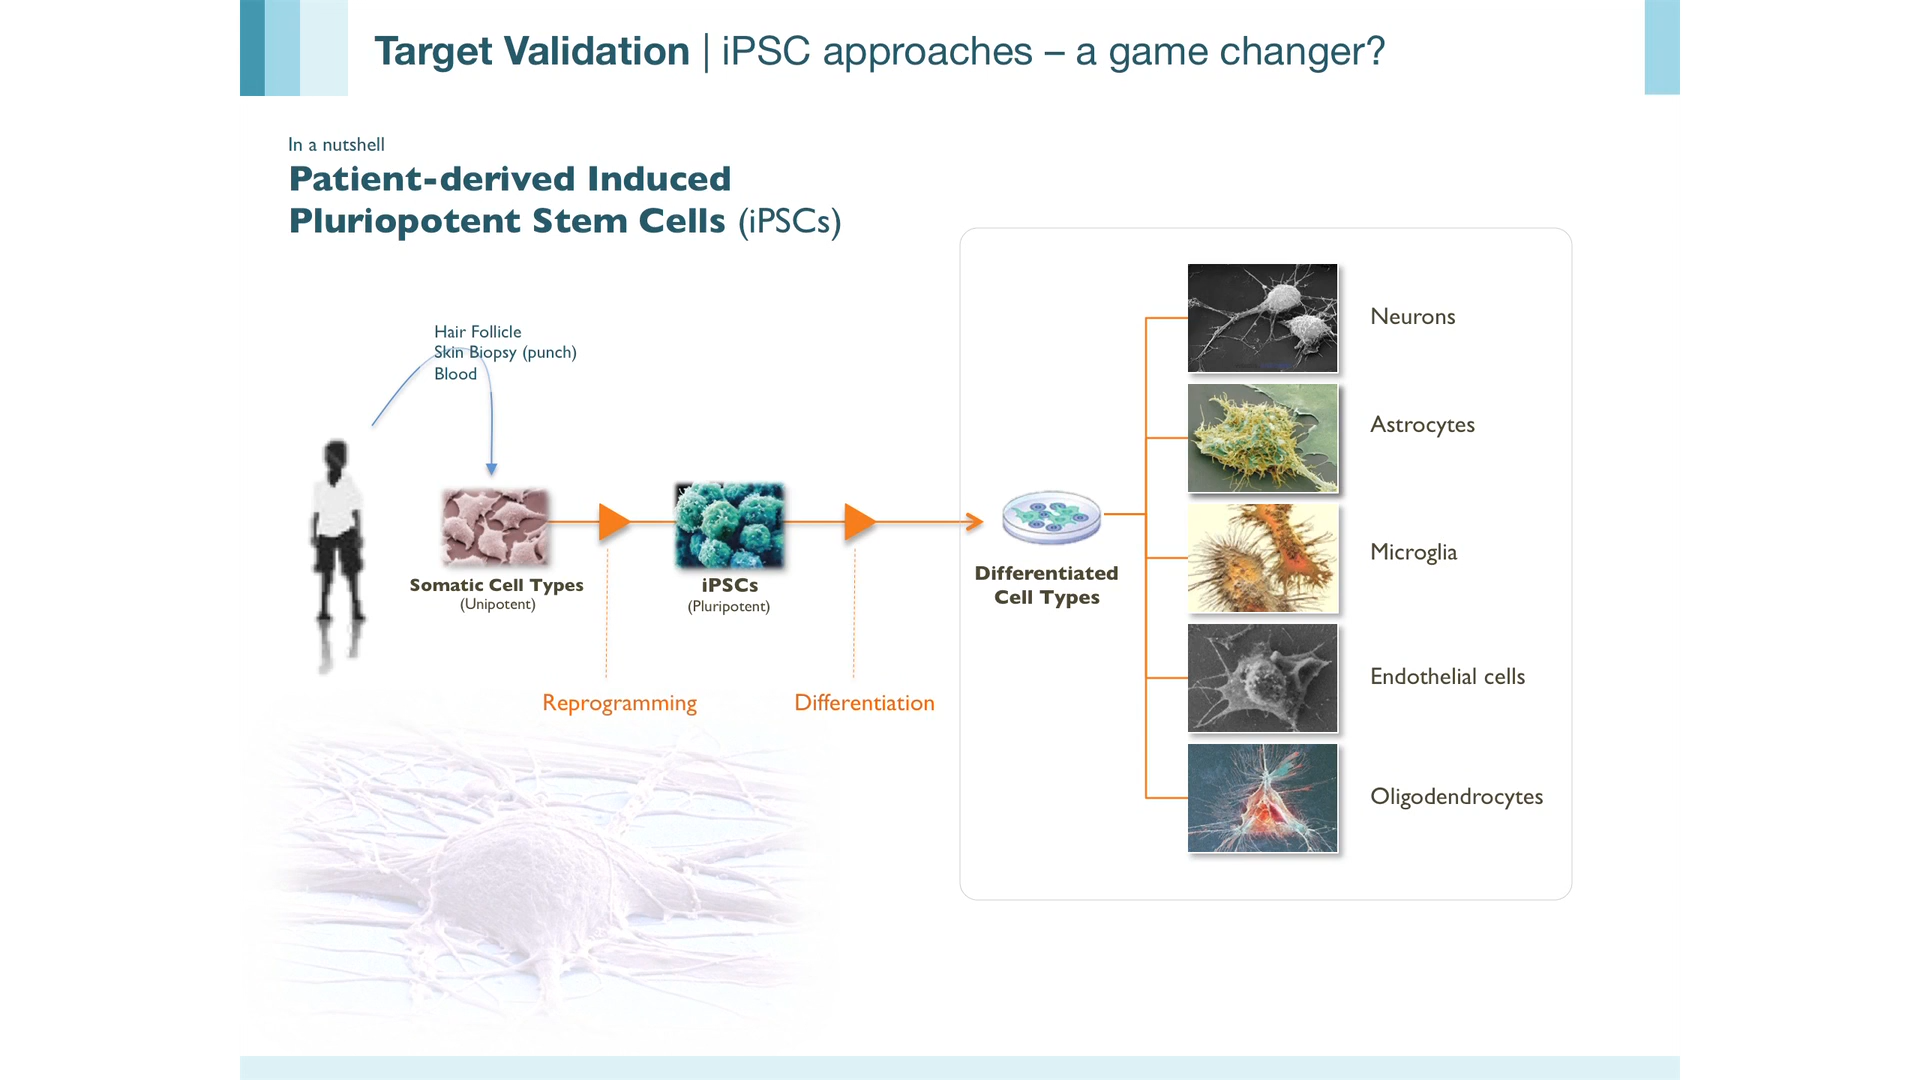 Target Validation | iPSC approaches – a game changer?
In a nutshell
Patient-derived Induced
Pluriopotent Stem Cells (iPSCs)
Hair Follicle
Skin Biopsy (punch)
Blood
Somatic Cell Types
(Unipotent)
iPSCs
(Pluripotent)
Reprogramming
Differentiation
Differentiated
Cell Types
Neurons
Astrocytes
Microglia
Endothelial cells
Oligodendrocytes